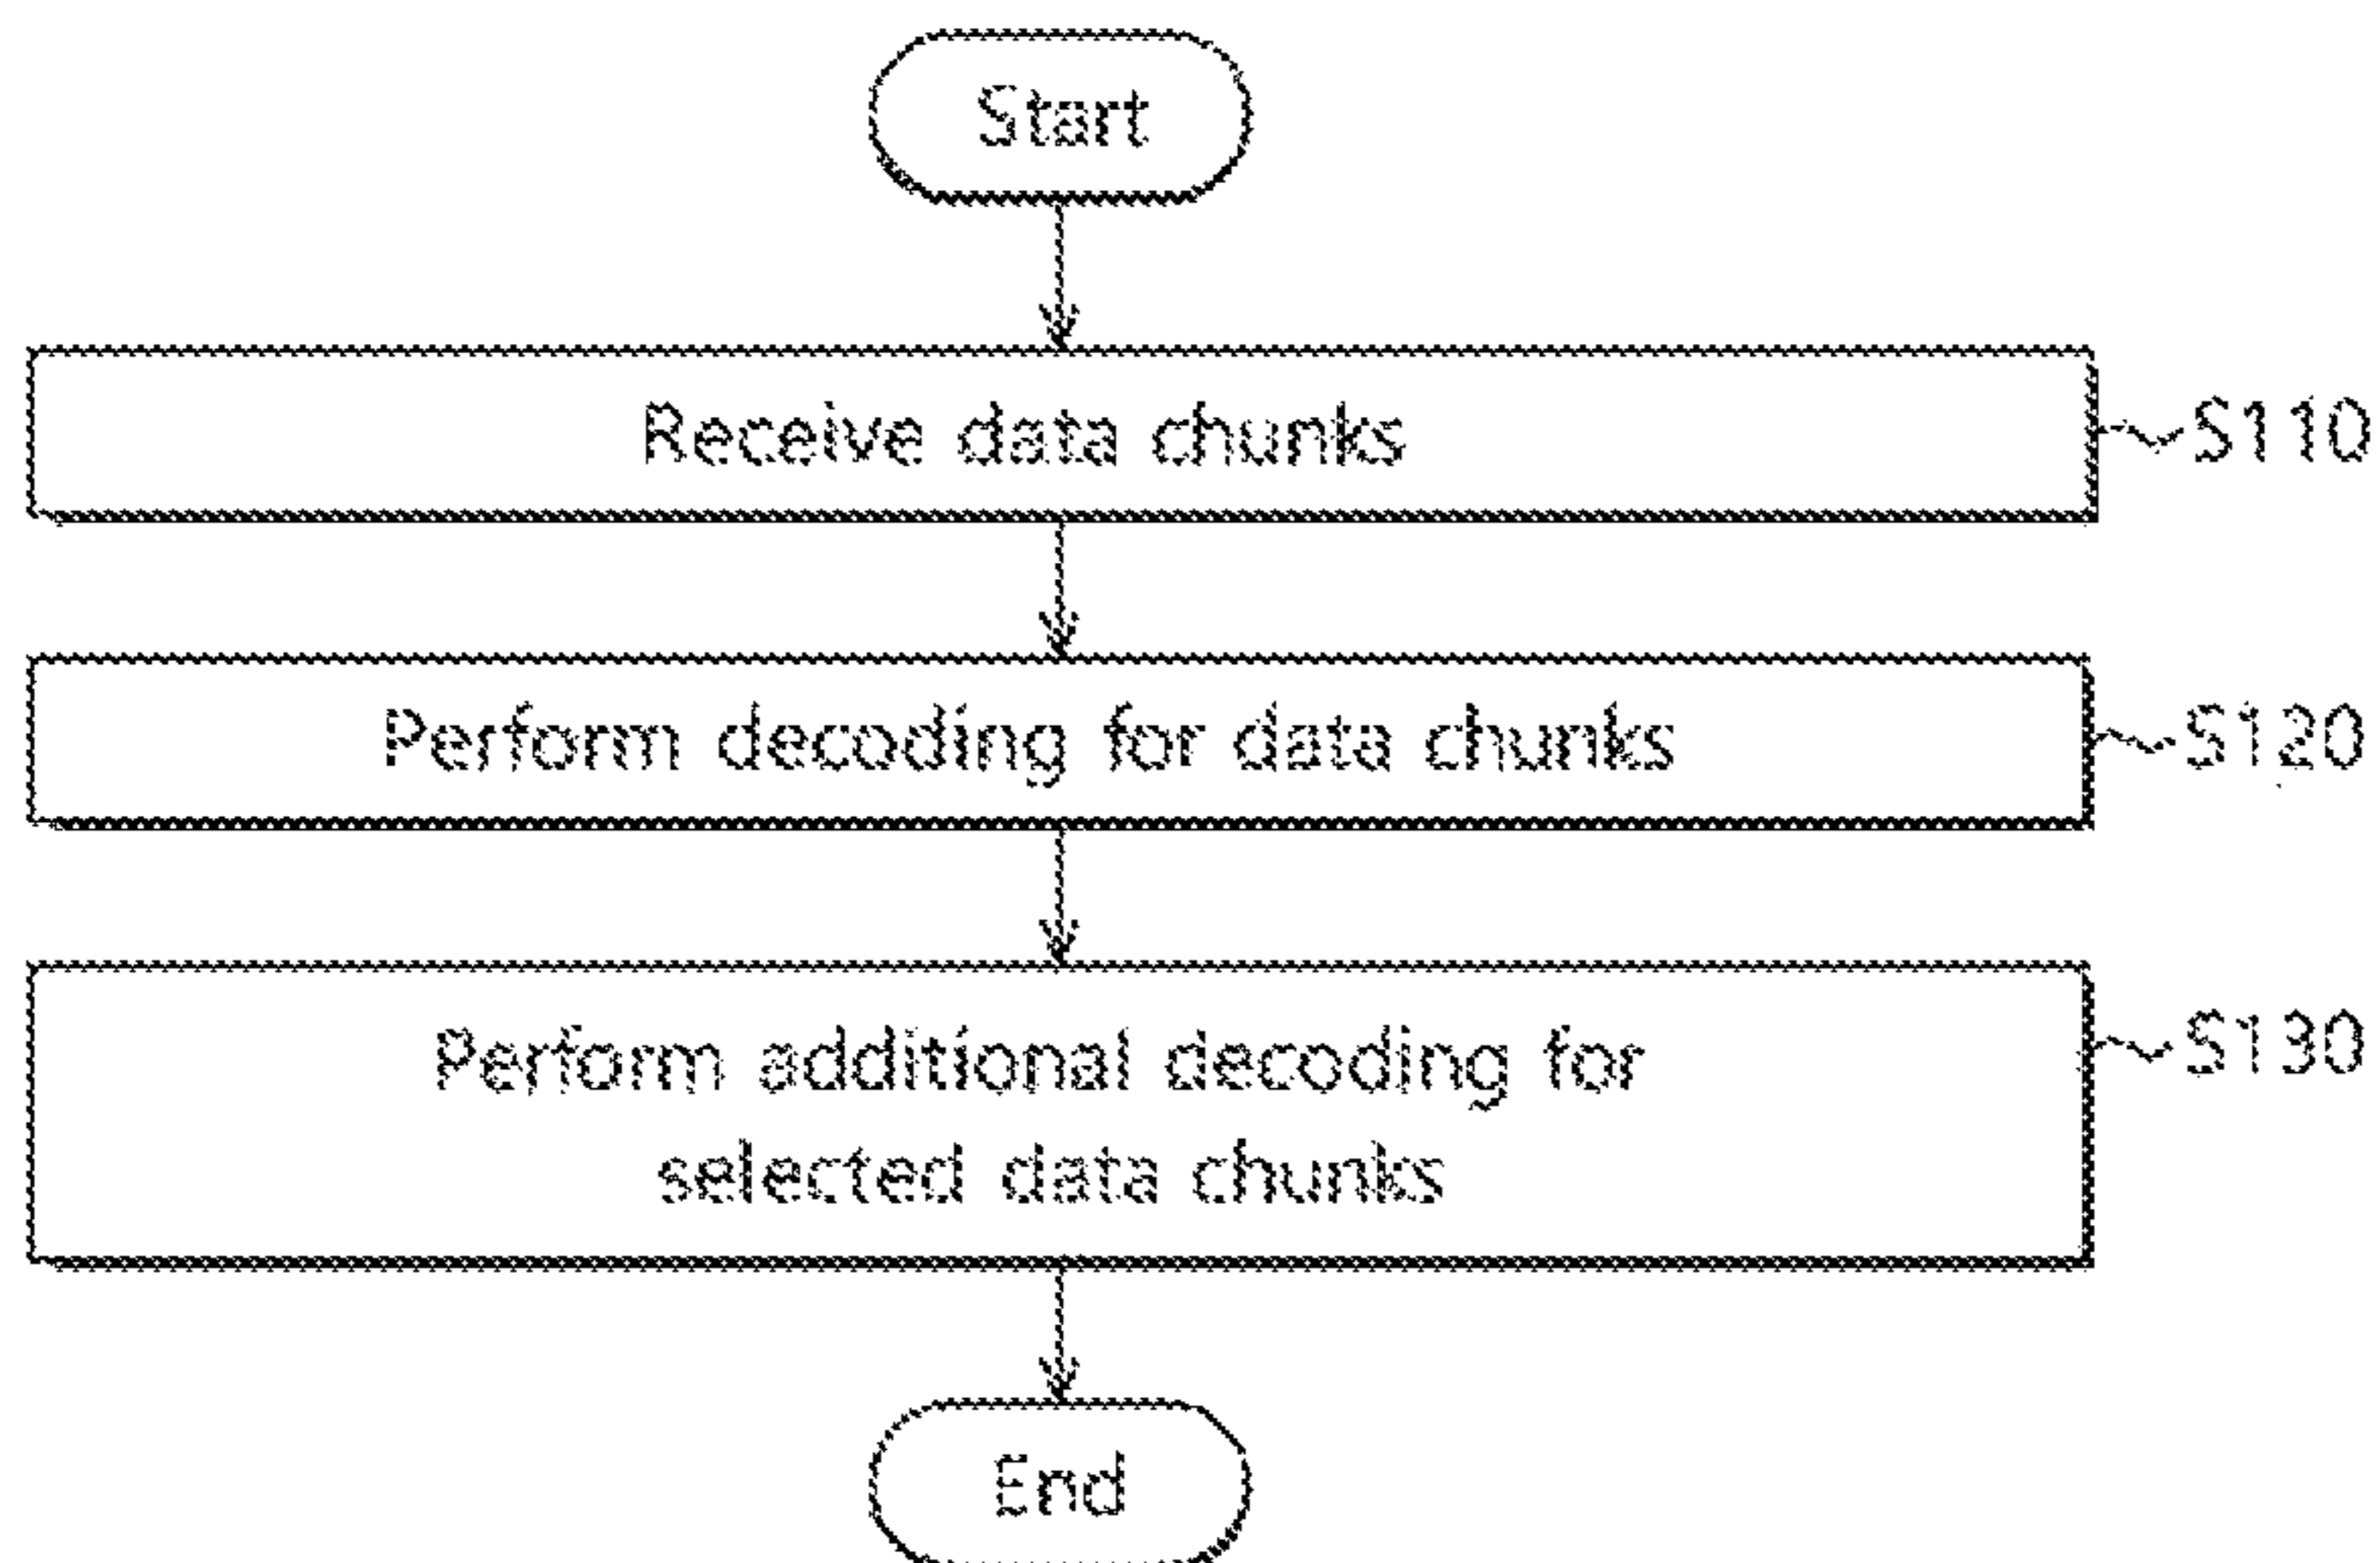 Start
Receive data chunks
S110
Perform decoding for data chunks
S120
Perform additional decoding for
S130
selected data chunks
End